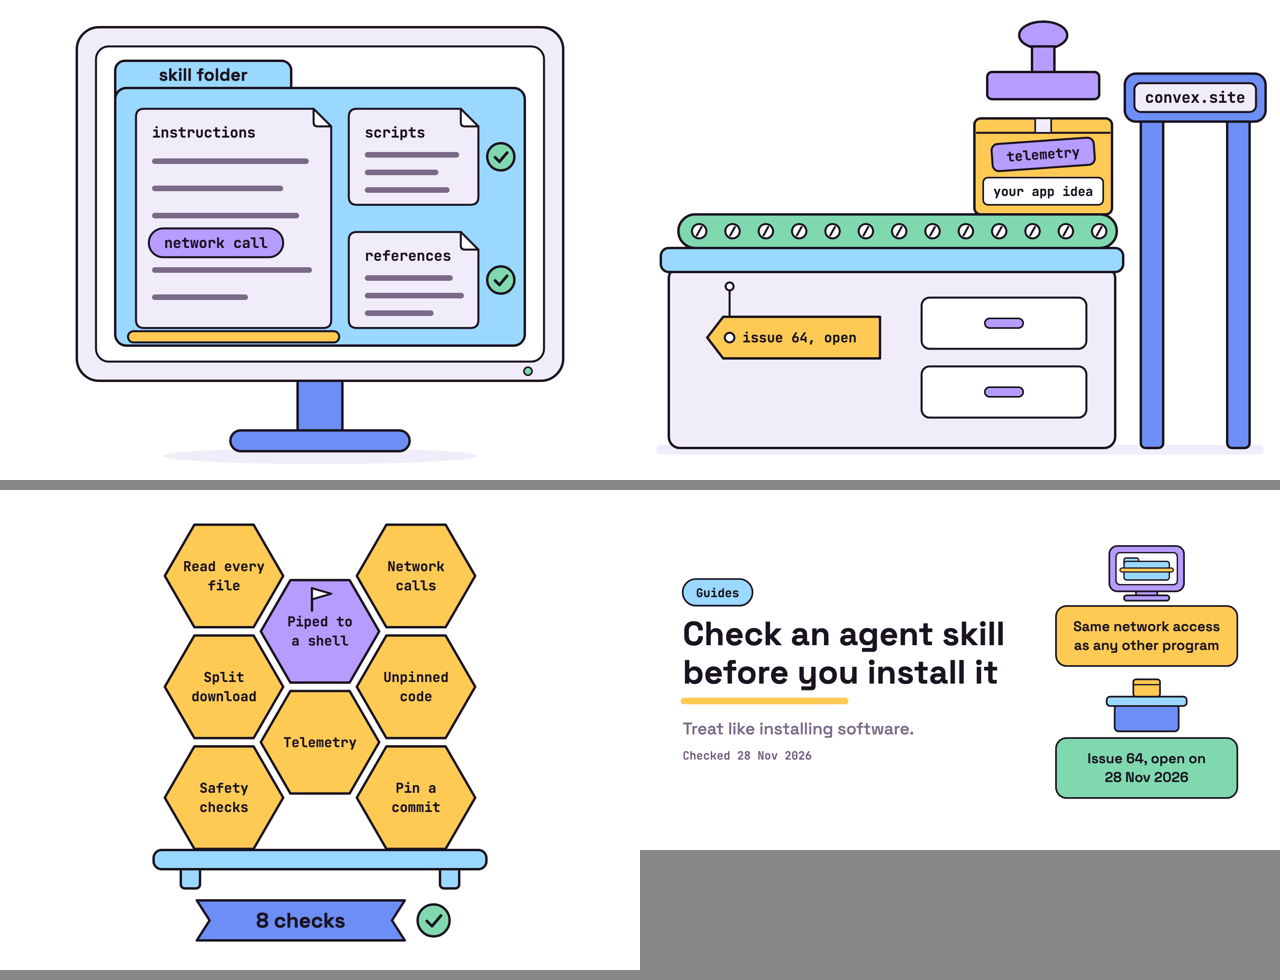 skill folder
instructions
network call
scripts
references
convex.site
telemetry
your app idea
issue 64, open
Read every
file
Network
calls
Piped to
a shell
Split
download
Unpinned
code
Telemetry
Safety
checks
Pin a
commit
8 checks
Guides
Check an agent skill
before you install it
Treat like installing software.
Checked 28 Nov 2026
Same network access
as any other program
Issue 64, open on
28 Nov 2026